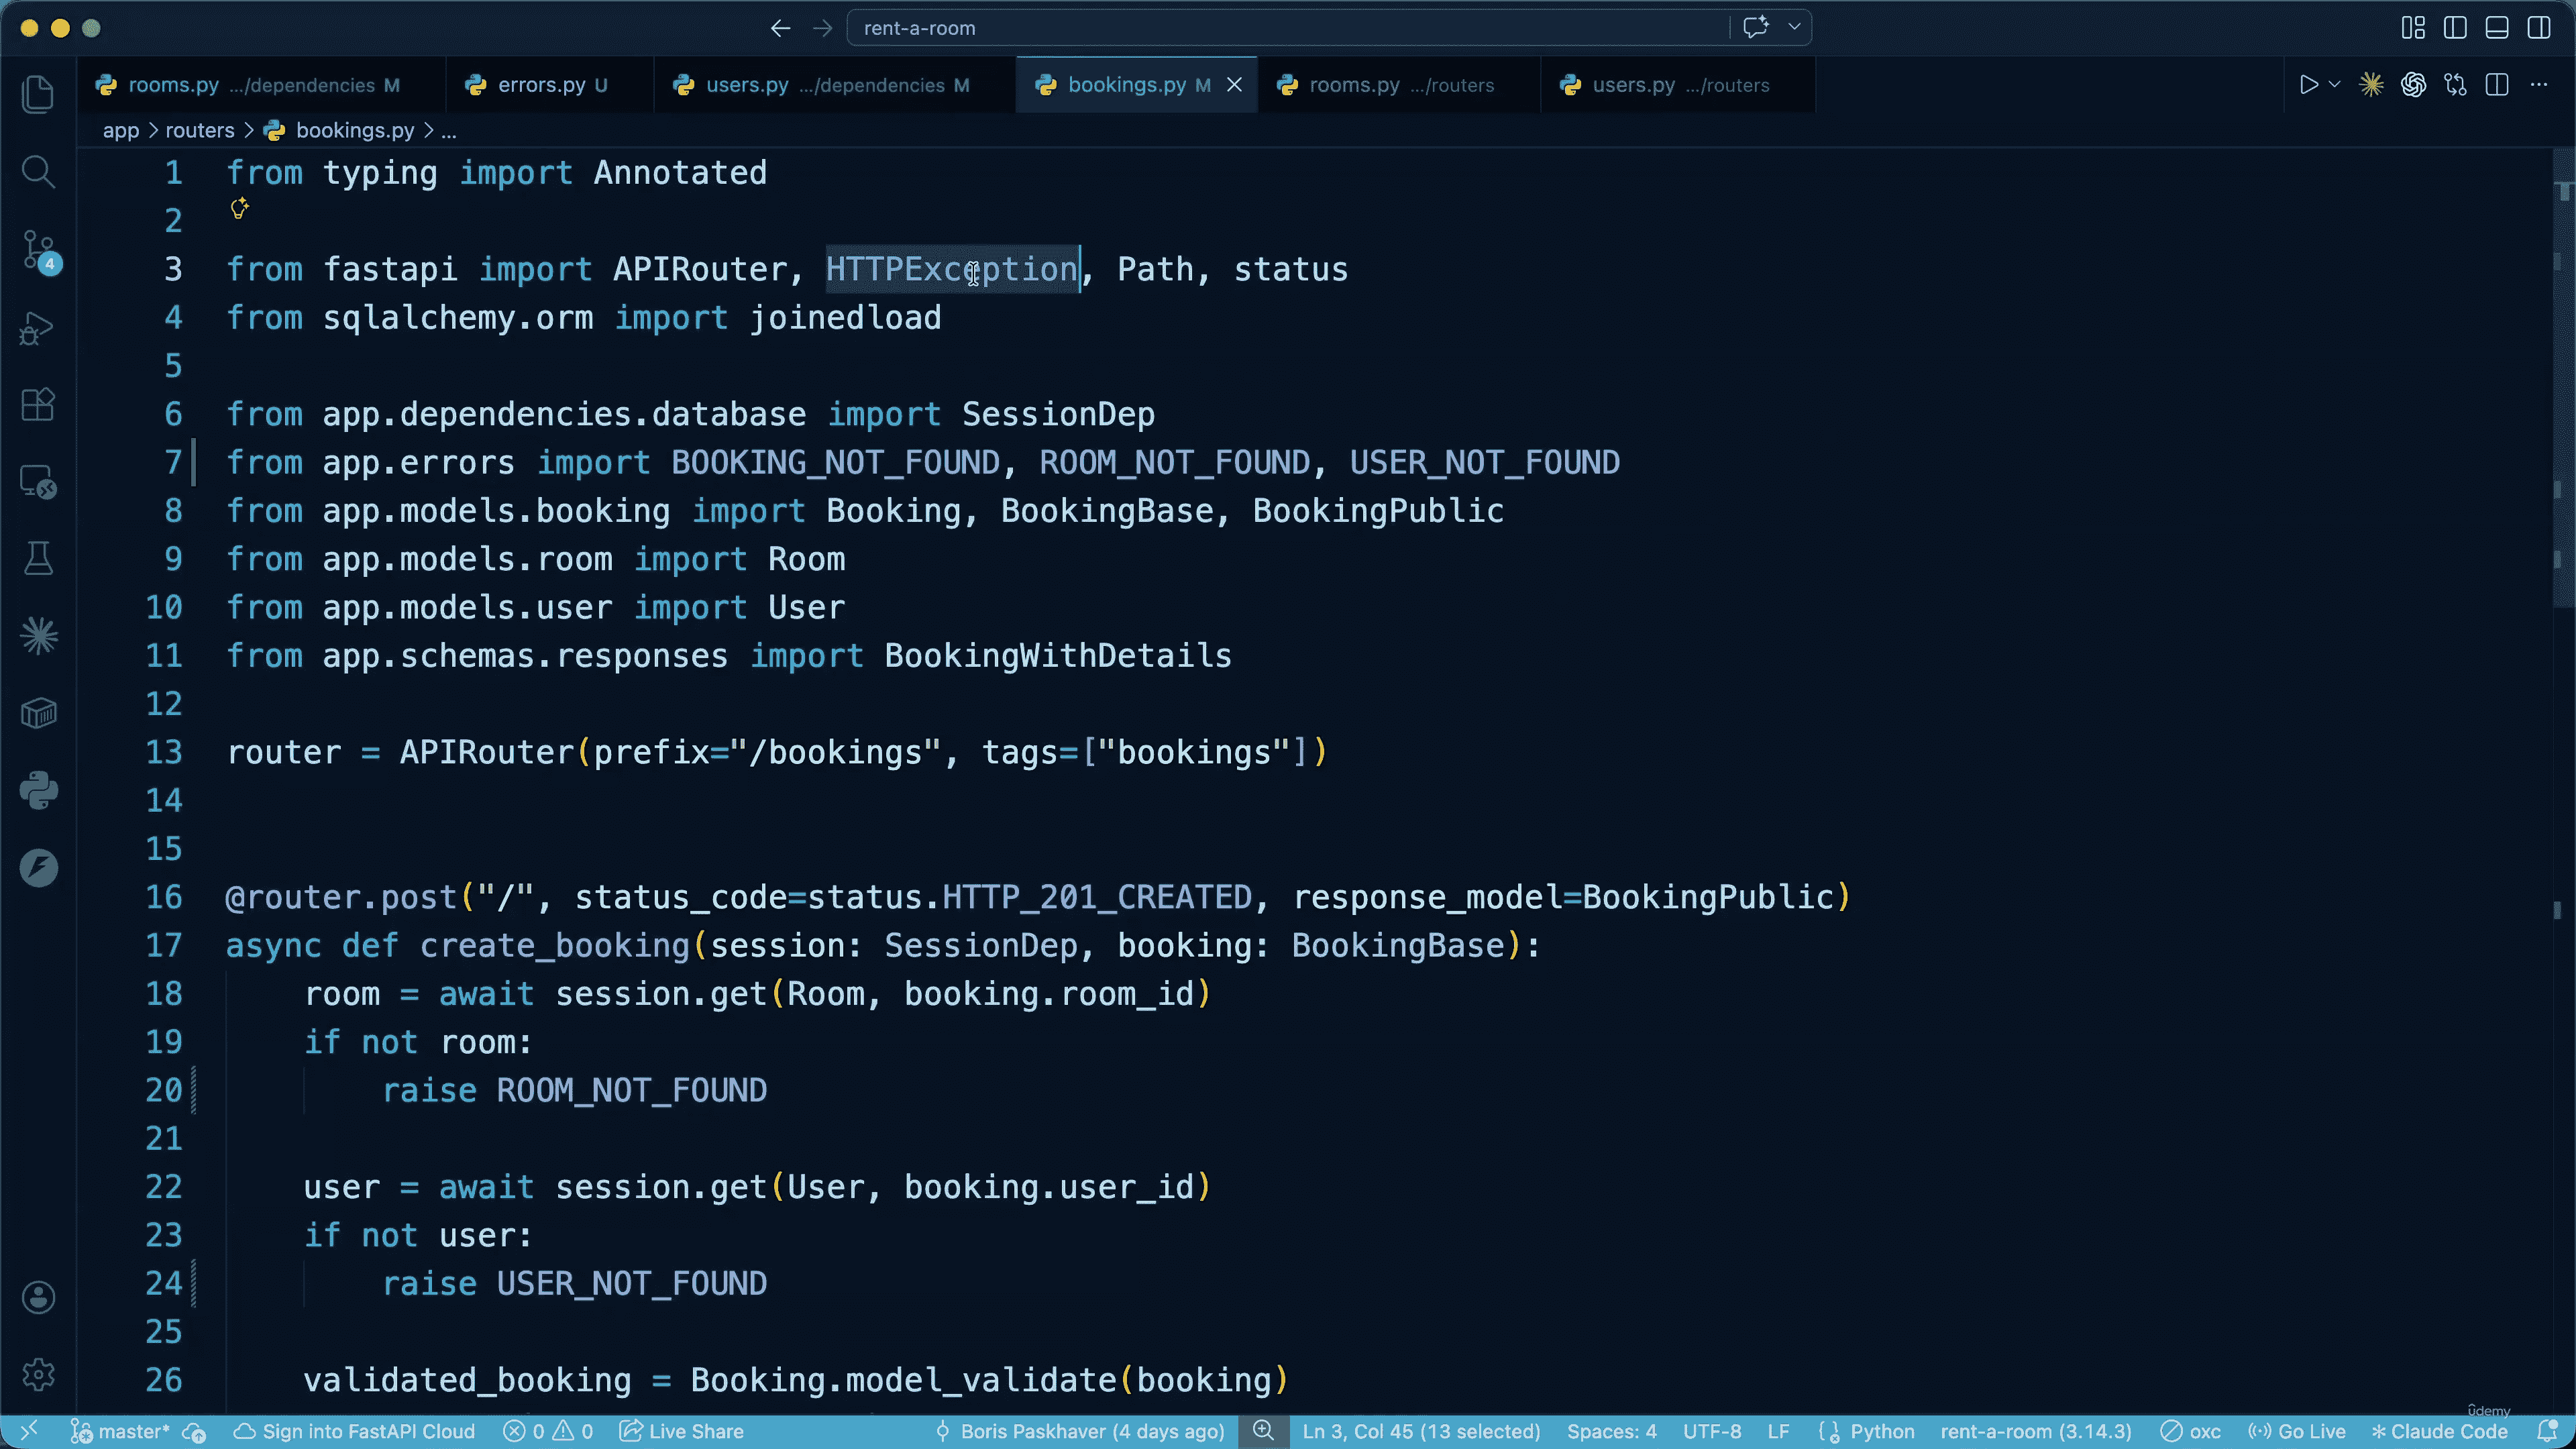 rent-a-room
rooms.py .../dependencies M
errors.py U
users.py .../dependencies M
bookings.py M
rooms.py .../routers
users.py .../routers
app > routers > bookings.py > ...
1 from typing import Annotated
2
3 from fastapi import APIRouter, HTTPException, Path, status
4 from sqlalchemy.orm import joinedload
5
6 from app.dependencies.database import SessionDep
7 from app.errors import BOOKING_NOT_FOUND, ROOM_NOT_FOUND, USER_NOT_FOUND
8 from app.models.booking import Booking, BookingBase, BookingPublic
9 from app.models.room import Room
10 from app.models.user import User
11 from app.schemas.responses import BookingWithDetails
12
13 router = APIRouter(prefix="/bookings", tags=["bookings"])
14
15
16 @router.post("/", status_code=status.HTTP_201_CREATED, response_model=BookingPublic)
17 async def create_booking(session: SessionDep, booking: BookingBase):
18 room = await session.get(Room, booking.room_id)
19 if not room:
20 raise ROOM_NOT_FOUND
21
22 user = await session.get(User, booking.user_id)
23 if not user:
24 raise USER_NOT_FOUND
25
26 validated_booking = Booking.model_validate(booking)
4
udemy
master* Sign into FastAPI Cloud 0 0 Live Share Boris Paskhaver (4 days ago) Ln 3, Col 45 (13 selected) Spaces: 4 UTF-8 LF Python rent-a-room (3.14.3) oxc Go Live Claude Code